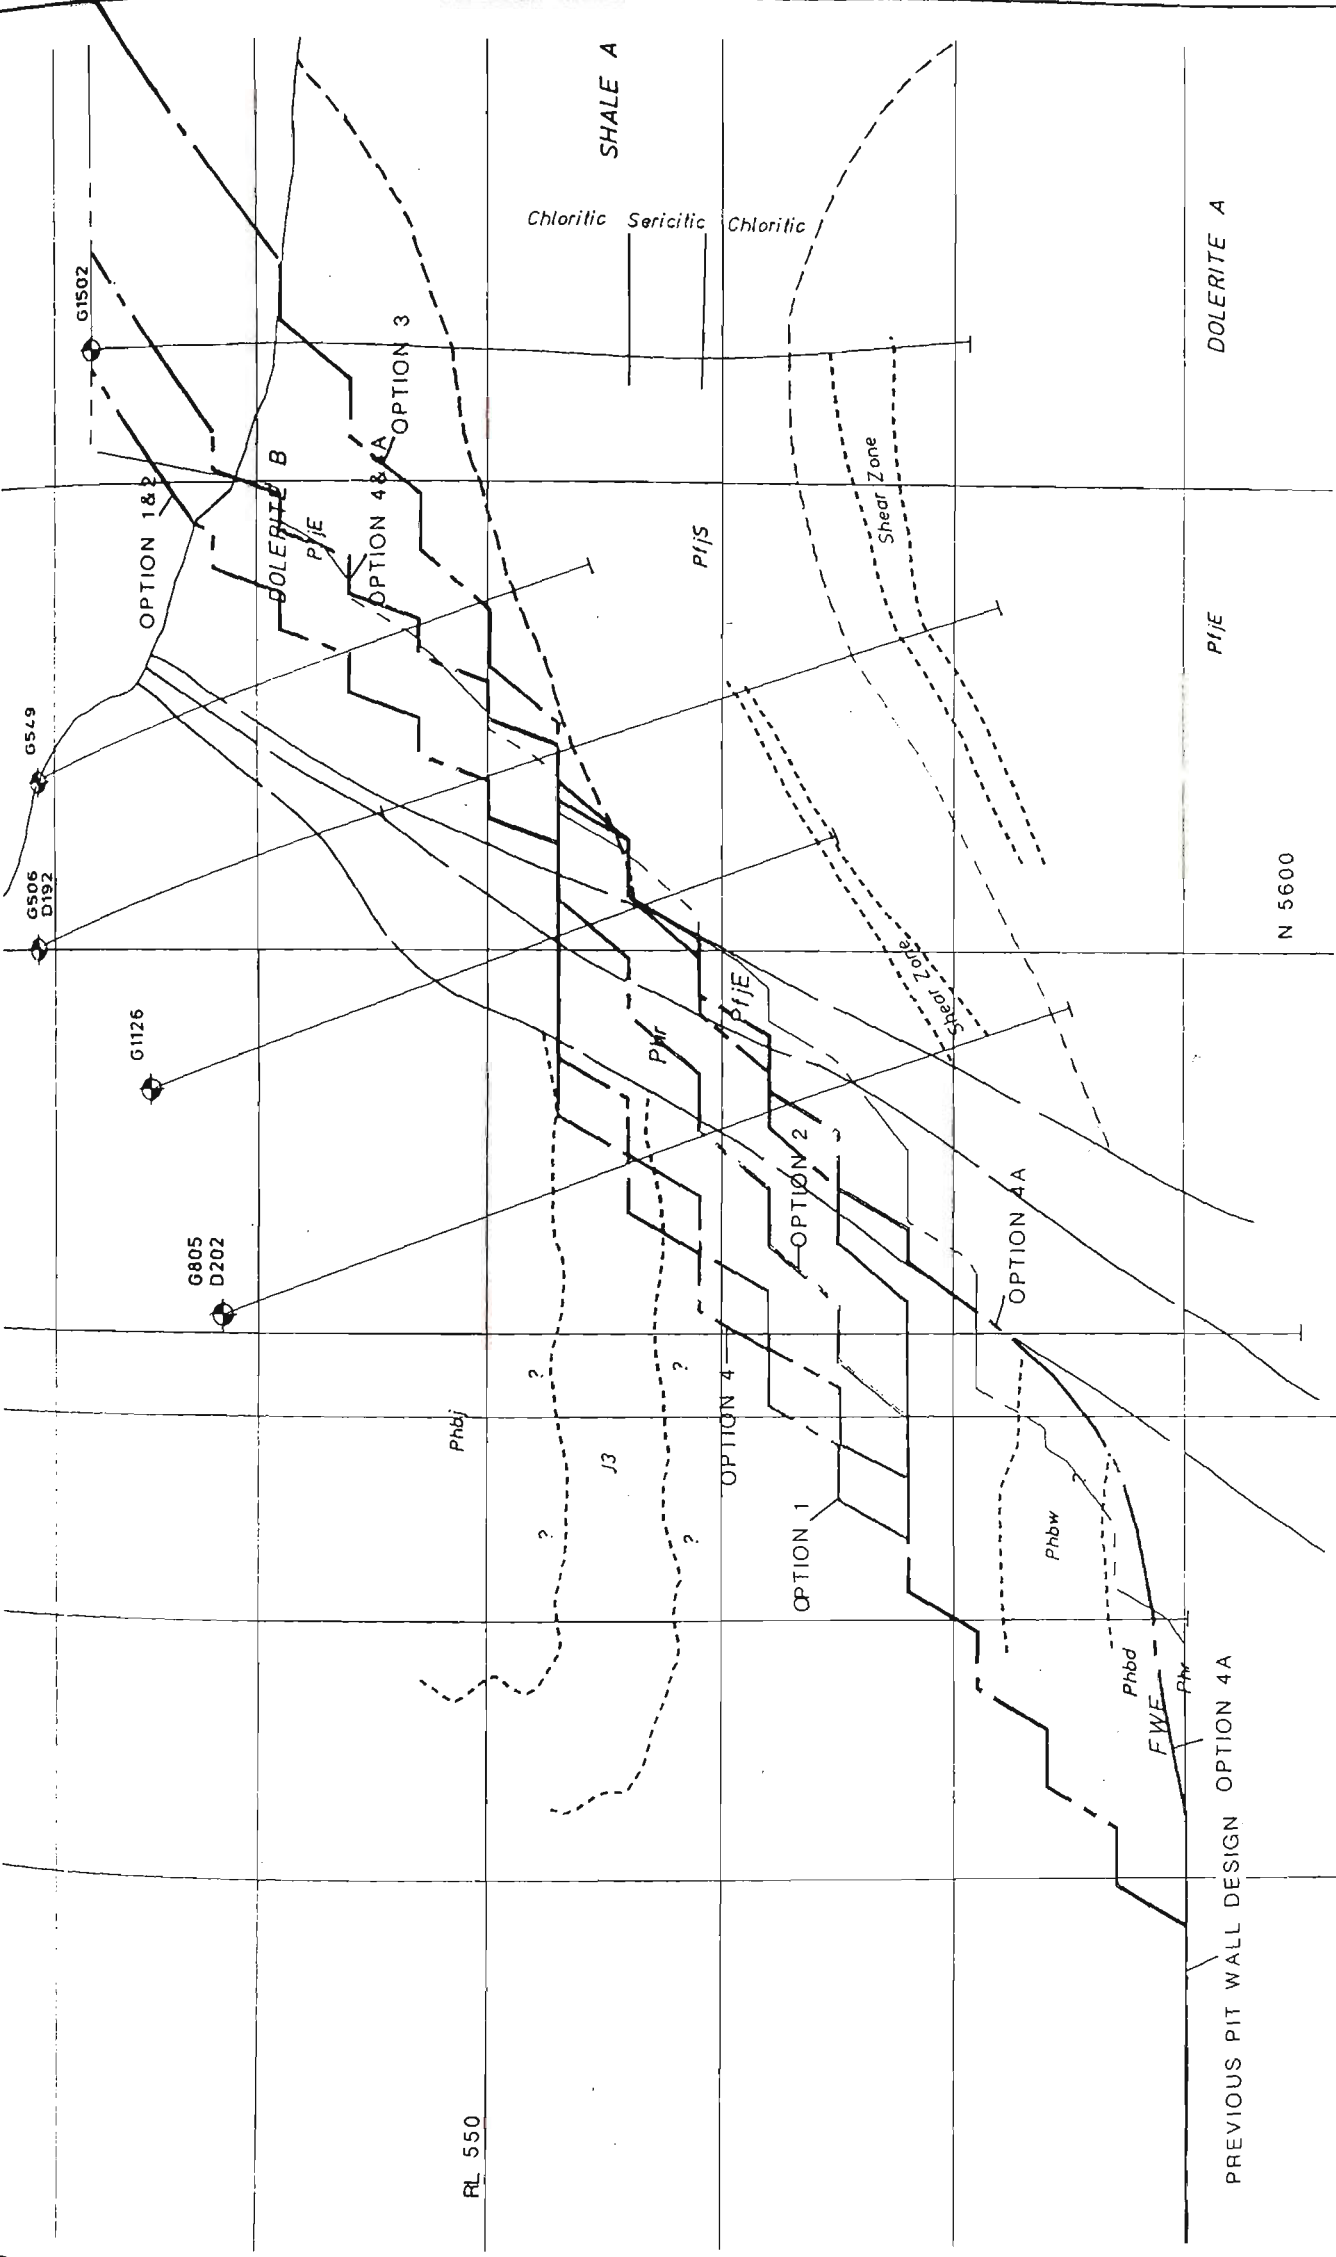 G805
D202
G1126
G506
D192
G549
G1502
OPTION 1 & 2
DOLERITE B
PfjE
OPTION 4 & 4A
OPTION 3
SHALE A
Chloritic
Sericitic
Chloritic
RL 550
Phbj
J3
?
?
?
?
Phr
PfjE
PfjS
Shear Zone
Shear Zone
OPTION 4
OPTION 2
OPTION 1
OPTION 4A
Phbw
?
Phbd
FWE
Phr
PfjE
DOLERITE A
PREVIOUS PIT WALL DESIGN
OPTION 4A
N 5600